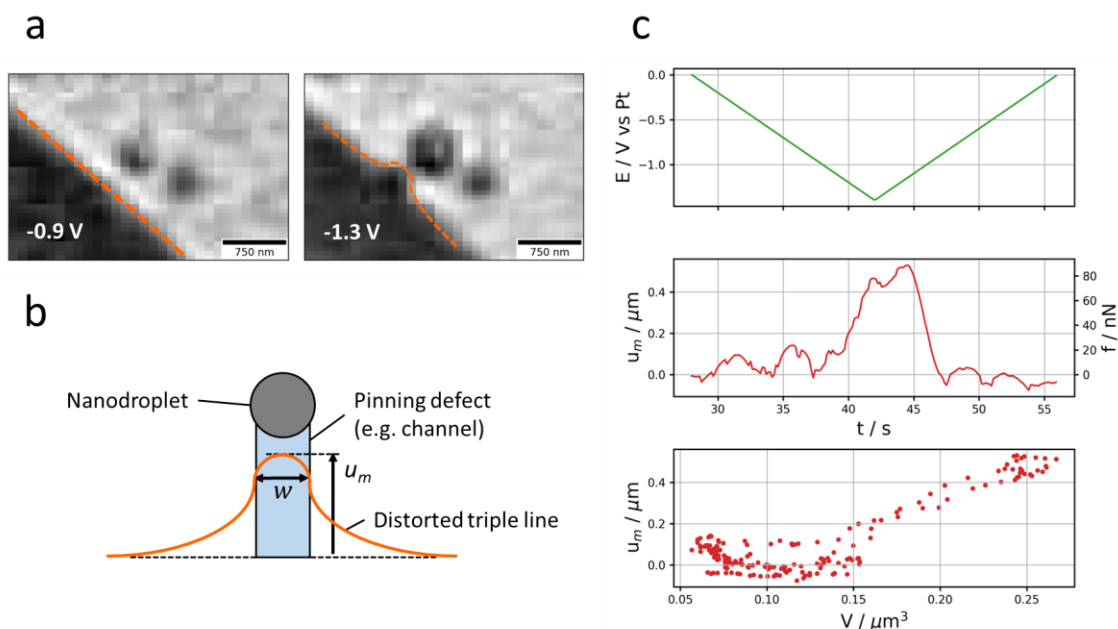 a
-0.9 V
750 nm
-1.3 V
750 nm
b
Nanodroplet
Pinning defect
(e.g. channel)
uₘ
w
Distorted triple line
c
E / V vs Pt
0.0
−0.5
−1.0
uₘ / μm
0.4
0.2
0.0
f / nN
80
60
40
20
0
30 35 40 45 50 55
t / s
uₘ / μm
0.4
0.2
0.0
0.05 0.10 0.15 0.20 0.25
V / μm³